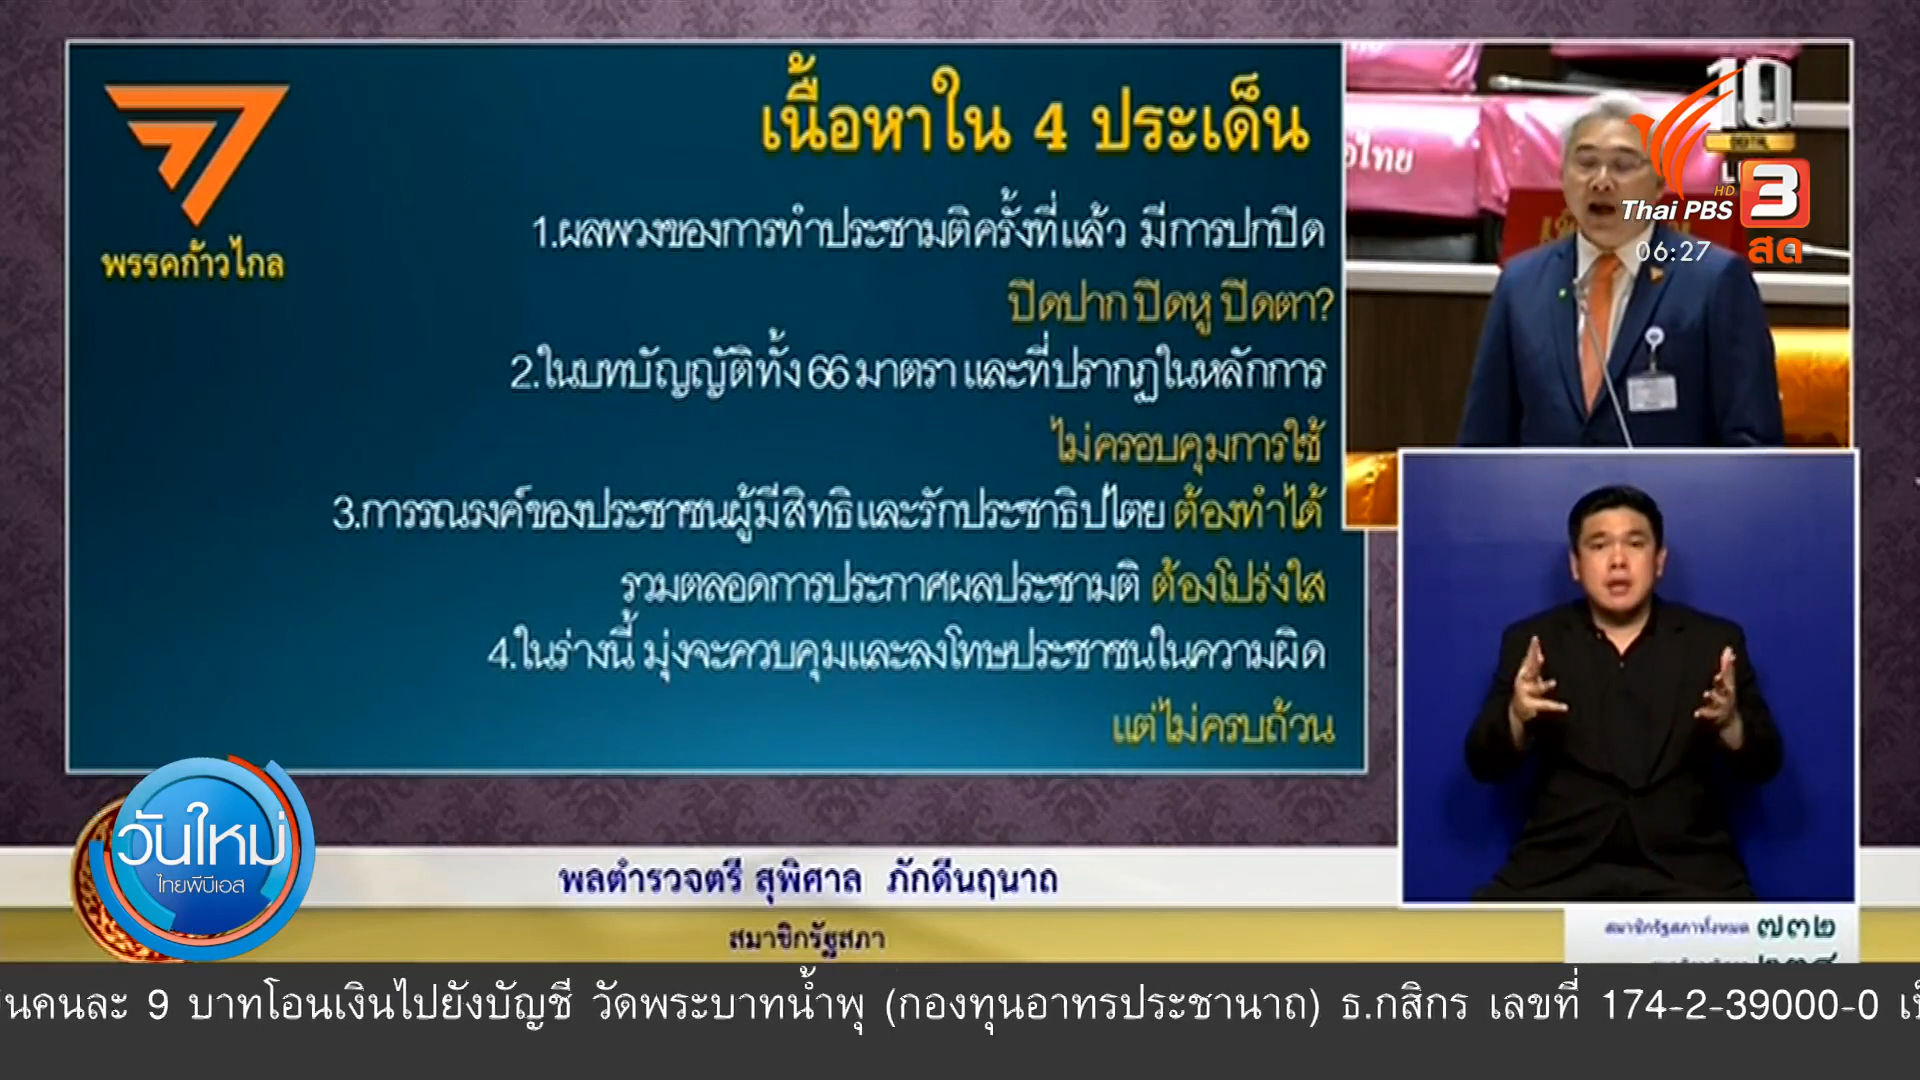 เนื้อหาใน 4 ประเด็น
พรรคก้าวไกล
1.ผลพวงของการทำประชามติครั้งที่แล้ว มีการปกปิด
ปิดปาก ปิดหู ปิดตา?
2.ในบทบัญญัติทั้ง 66 มาตรา และที่ปรากฏในหลักการ
ไม่ครอบคุมการใช้
3.การรณรงค์ของประชาชนผู้มีสิทธิและรักประชาธิปไตย ต้องทำได้
รวมตลอดการประกาศผลประชามติ ต้องโปร่งใส
4.ในร่างนี้ มุ่งจะควบคุมและลงโทษประชาชนในความผิด
แต่ไม่ครบถ้วน
10
DIGITAL
HD
Thai PBS 3
06:27 สด
วันใหม่
ไทยพีบีเอส
พลตำรวจตรี สุพิศาล ภักดีนฤนาถ
สมาชิกรัฐสภา
สมาชิกรัฐสภาทั้งหมด ๗๓๒
นคนละ 9 บาทโอนเงินไปยังบัญชี วัดพระบาทน้ำพุ (กองทุนอาทรประชานาถ) ธ.กสิกร เลขที่ 174-2-39000-0